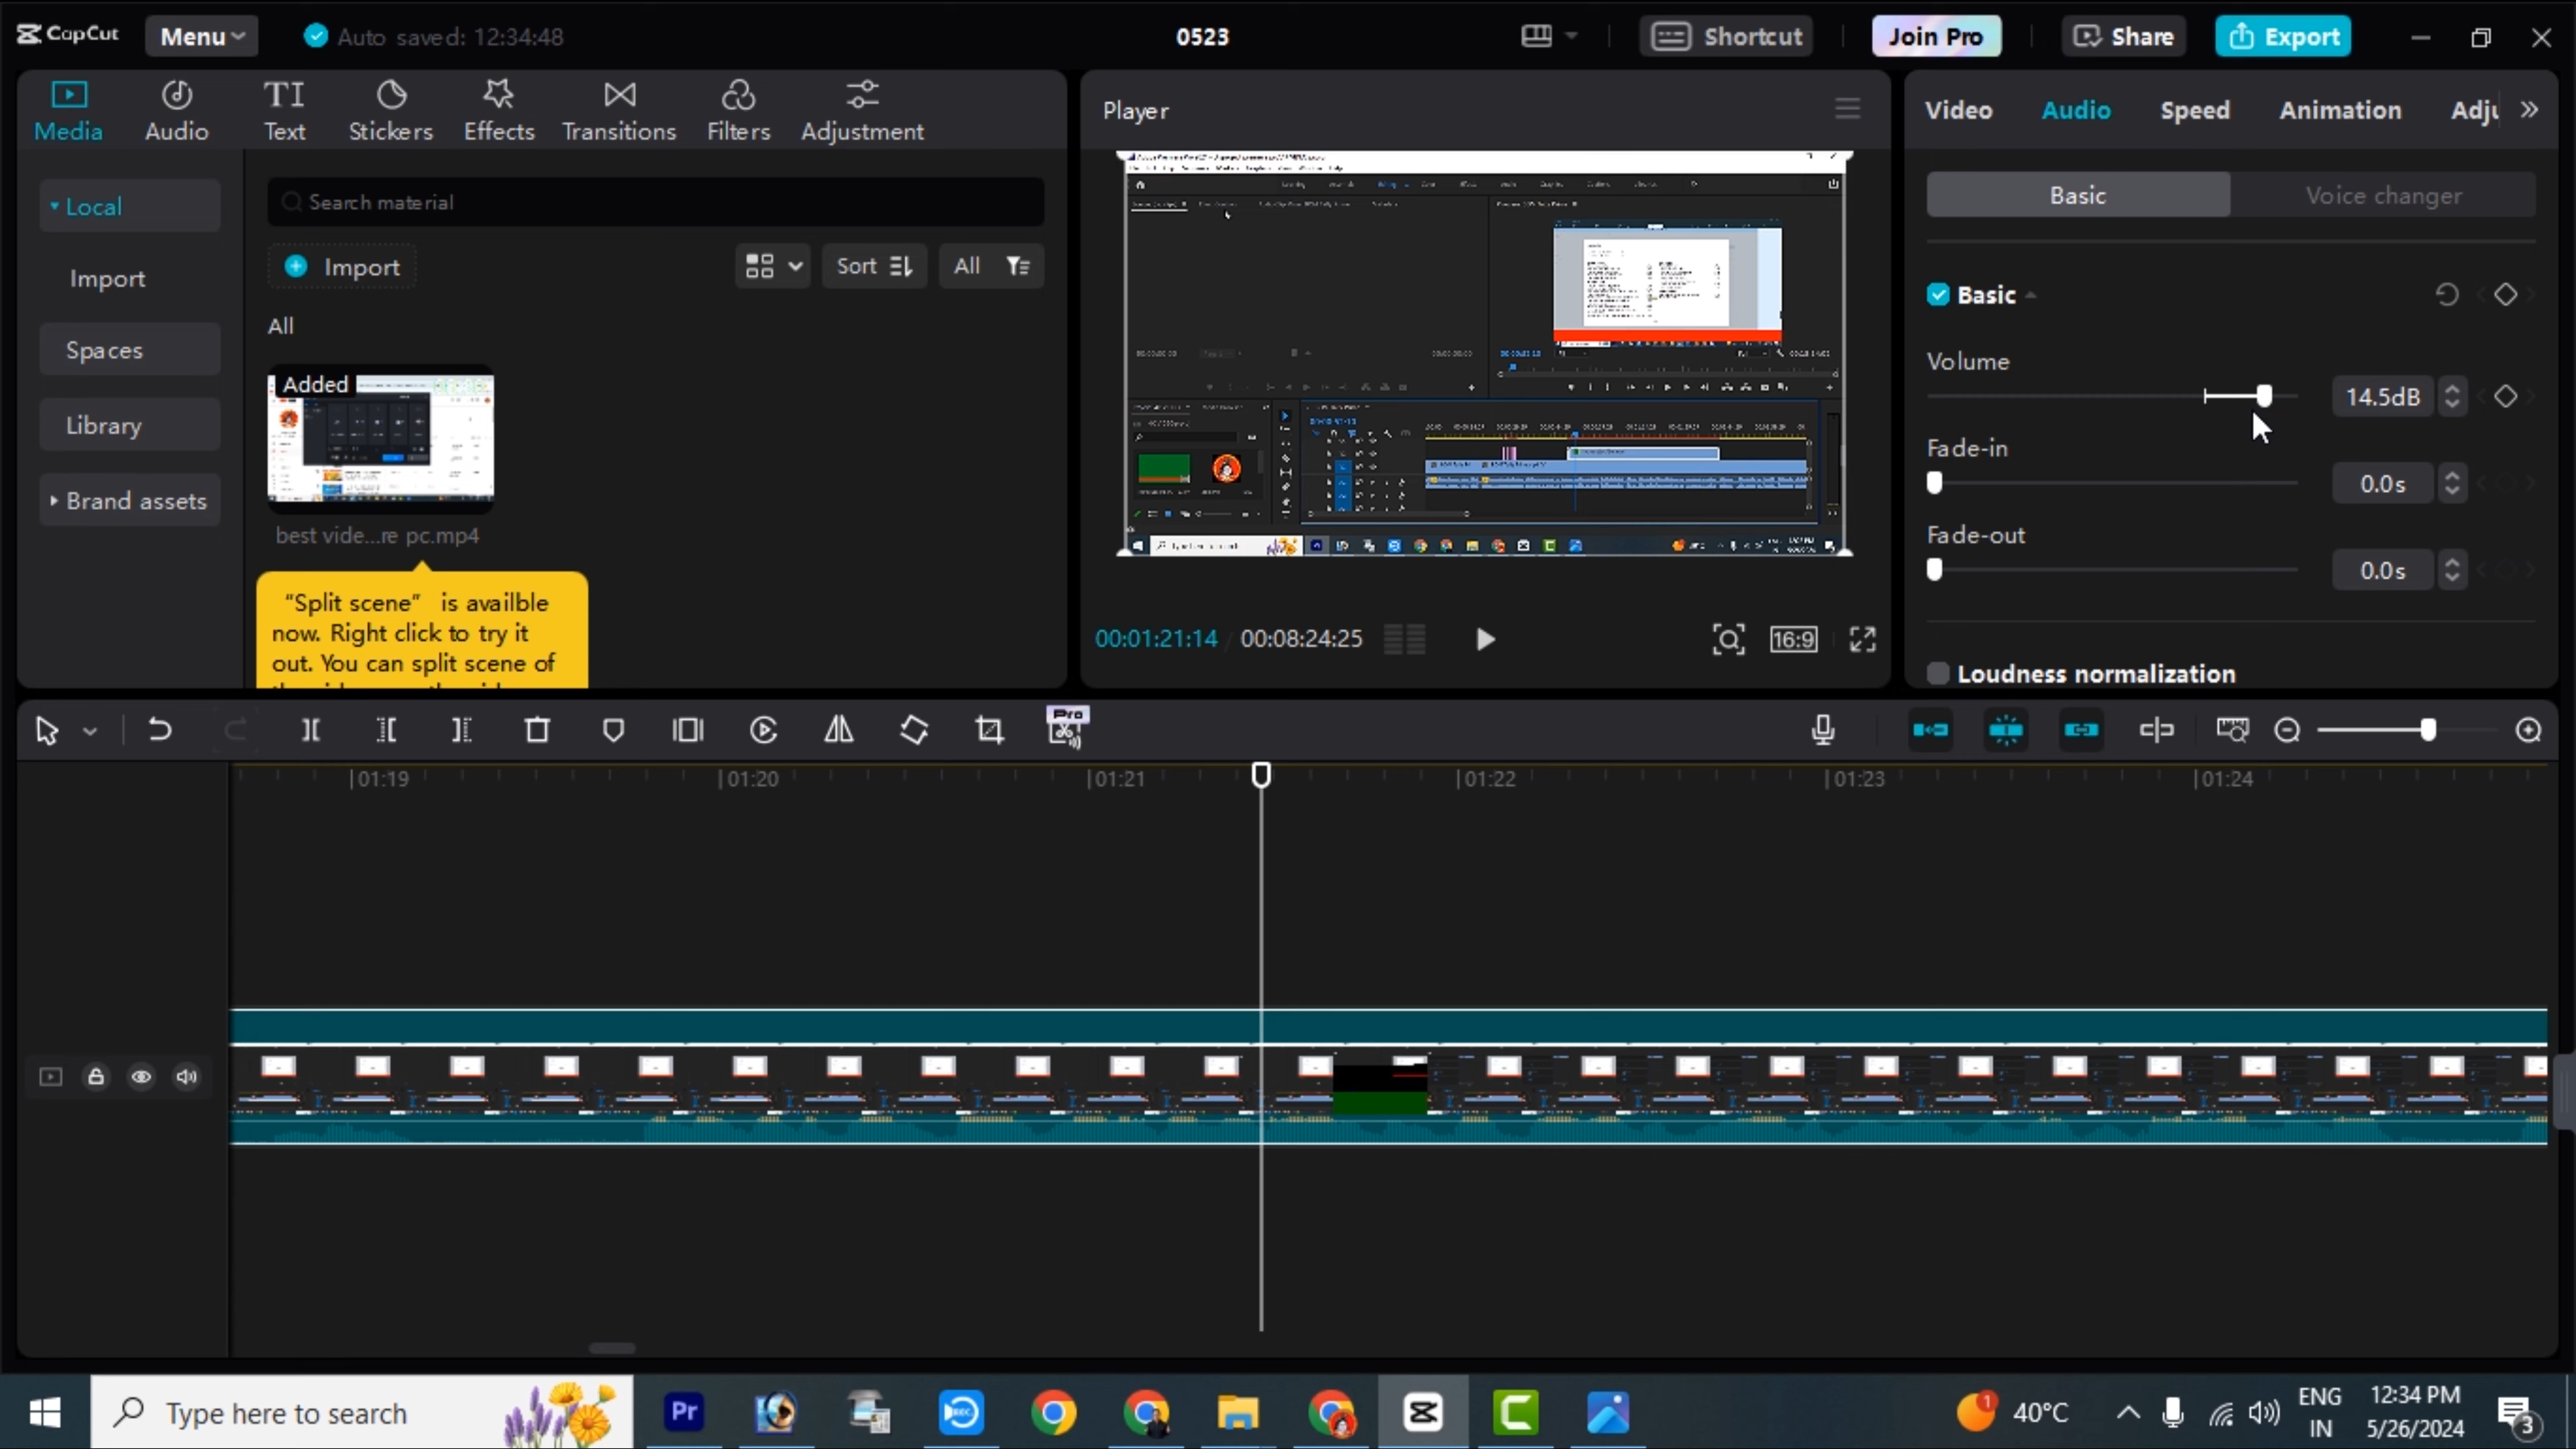 CapCut Menu Auto saved: 12:34:48 0523 Shortcut Join Pro Share Export
Media Audio Text Stickers Effects Transitions Filters Adjustment
Local
Import
Spaces
Library
Brand assets
Search material
Import Sort All
All
Added
best vide...re pc.mp4
“Split scene” is availble
now. Right click to try it
out. You can split scene of
Player
00:01:21:14 / 00:08:24:25 16:9
Video Audio Speed Animation Adju
Basic Voice changer
Basic
Volume
14.5dB
Fade-in
0.0s
Fade-out
0.0s
Loudness normalization
Pro
01:19 01:20 01:21 01:22 01:23 01:24
Type here to search
Pr
REC
1
40°C
ENG
IN
12:34 PM
5/26/2024
3